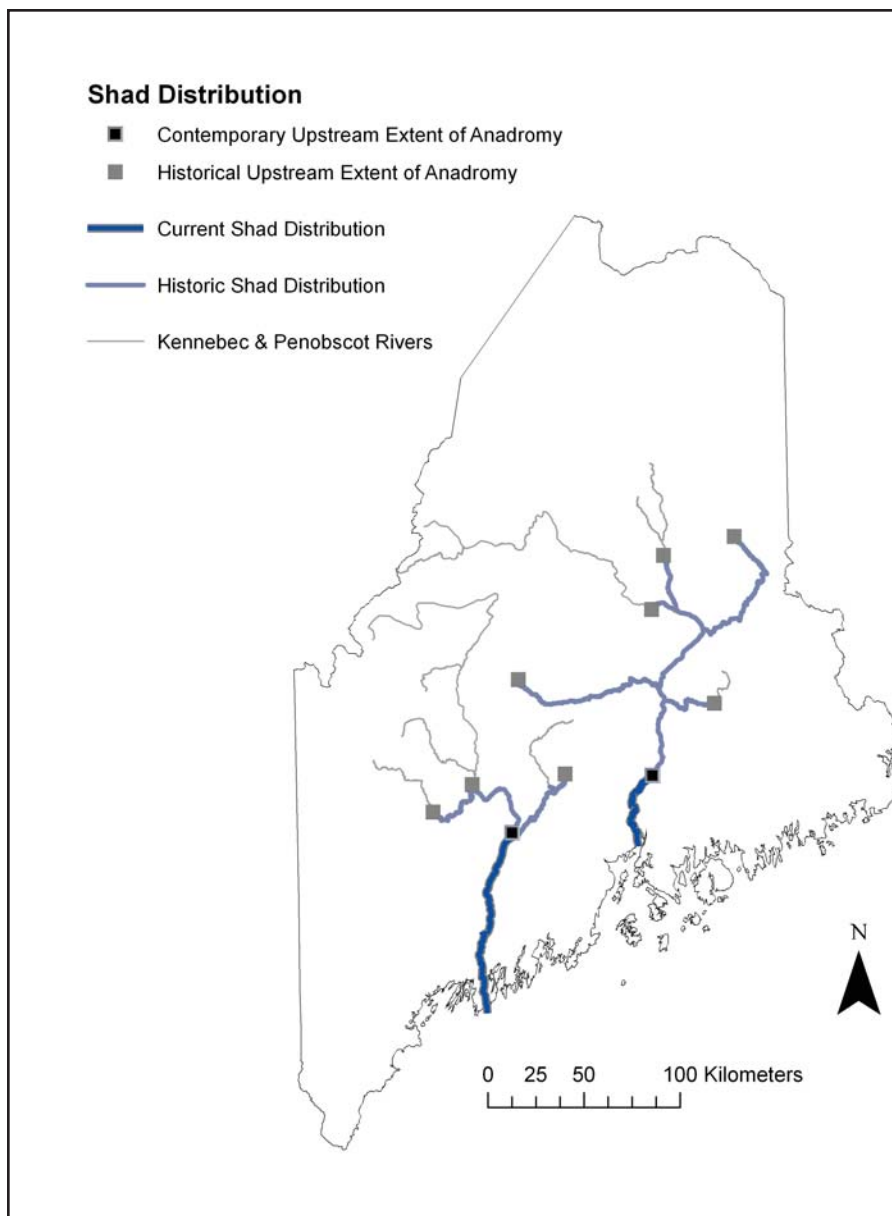 Shad Distribution
Contemporary Upstream Extent of Anadromy
Historical Upstream Extent of Anadromy
Current Shad Distribution
Historic Shad Distribution
Kennebec & Penobscot Rivers
N
0 25 50 100 Kilometers